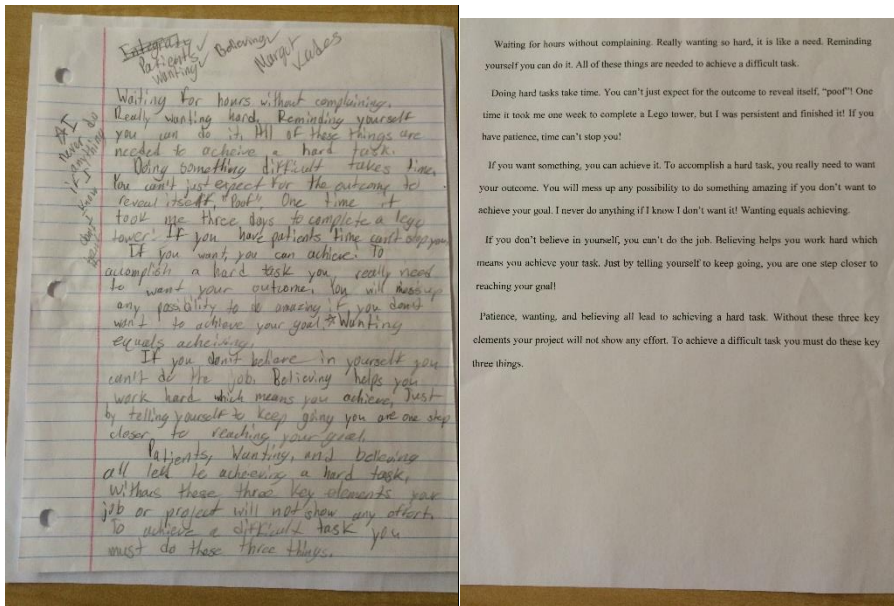 Patients
Wanting
Believing
Margot
Waiting for hours without complaining.
Really wanting hard. Reminding yourself
you can do it. All of these things are
needed to acheive a hard task.
Doing something difficult takes time.
You can't just expect for the outcome to
reveal itself, "Poof". One time it
took me three days to complete a lego
tower. If you have patients time can't stop you.
If you want, you can achieve. To
accomplish a hard task you really need
to want your outcome. You will mess up
any possibility to be amazing if you don't
want to achieve your goal. *Wanting
equals acheiving.
*I
never do
anything
if I
know I
don't
If you don't believe in yourself you
can't do the job. Believing helps you
work hard which means you achieve. Just
by telling yourself to keep going you are one step
closer to reaching your goal.
Patients, Wanting, and
all to acheeving a hard task.
these three key elements your
job or project will not show any effort.
To achieve a difficult task you
must do these three things.
Waiting for hours without complaining. Really wanting so hard, it is like a need. Reminding
yourself you can do it. All of these things are needed to achieve a difficult task.
Doing hard tasks take time. You can't just expect for the outcome to reveal itself, "poof"! One
time it took me one week to complete a Lego tower, but I was persistent and finished it! If you
have patience, time can't stop you!
If you want something, you can achieve it. To accomplish a hard task, you really need to want
your outcome. You will mess up any possibility to do something amazing if you don't want to
achieve your goal. I never do anything if I know I don't want it! Wanting equals achieving.
If you don't believe in yourself, you can't do the job. Believing helps you work hard which
means you achieve your task. Just by telling yourself to keep going, you are one step closer to
reaching your goal!
Patience, wanting, and believing all lead to achieving a hard task. Without these three key
elements your project will not show any effort. To achieve a difficult task you must do these key
three things.